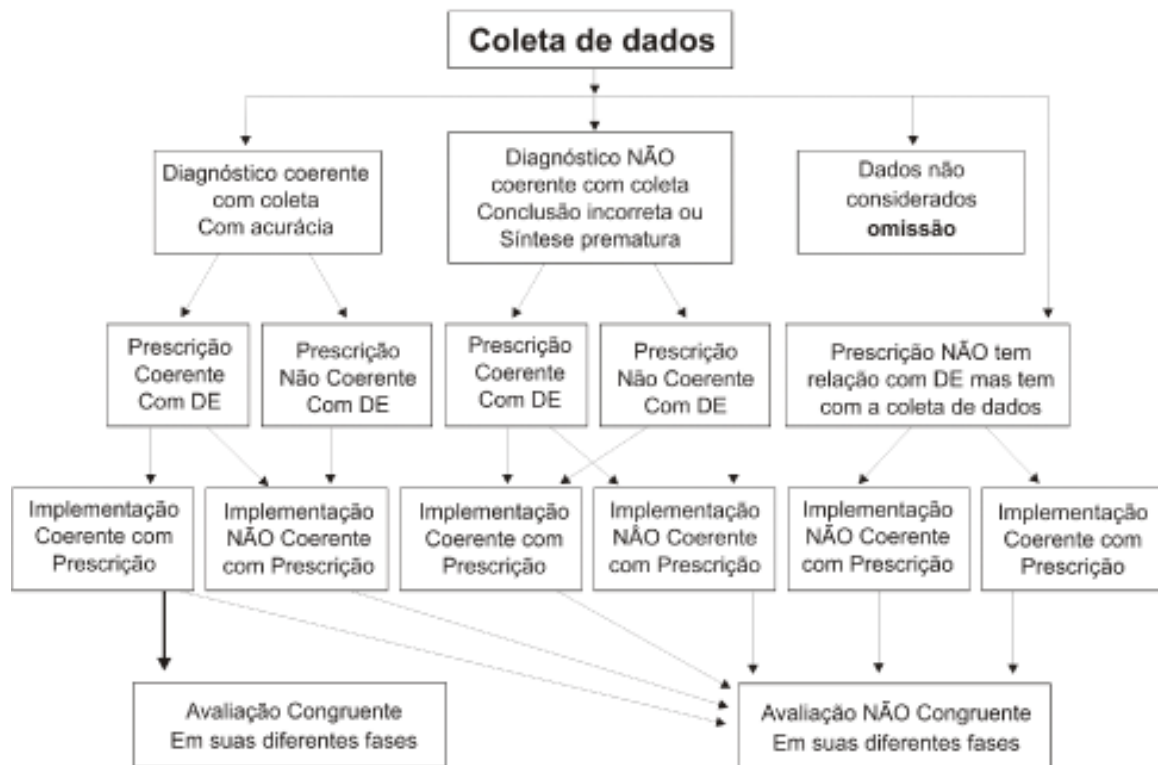 Coleta de dados
Diagnóstico coerente
com coleta
Com acurácia
Diagnóstico NÃO
coerente com coleta
Conclusão incorreta ou
Síntese prematura
Dados não
considerados
omissão
Prescrição
Coerente
Com DE
Prescrição
Não Coerente
Com DE
Prescrição
Coerente
Com DE
Prescrição
Não Coerente
Com DE
Prescrição NÃO tem
relação com DE mas tem
com a coleta de dados
Implementação
Coerente com
Prescrição
Implementação
NÃO Coerente
com Prescrição
Implementação
Coerente com
Prescrição
Implementação
NÂO Coerente
com Prescrição
Implementação
NÃO Coerente
com Prescrição
Implementação
Coerente com
Prescrição
Avaliação Congruente
Em suas diferentes fases
Avaliação NÃO Congruente
Em suas diferentes fases